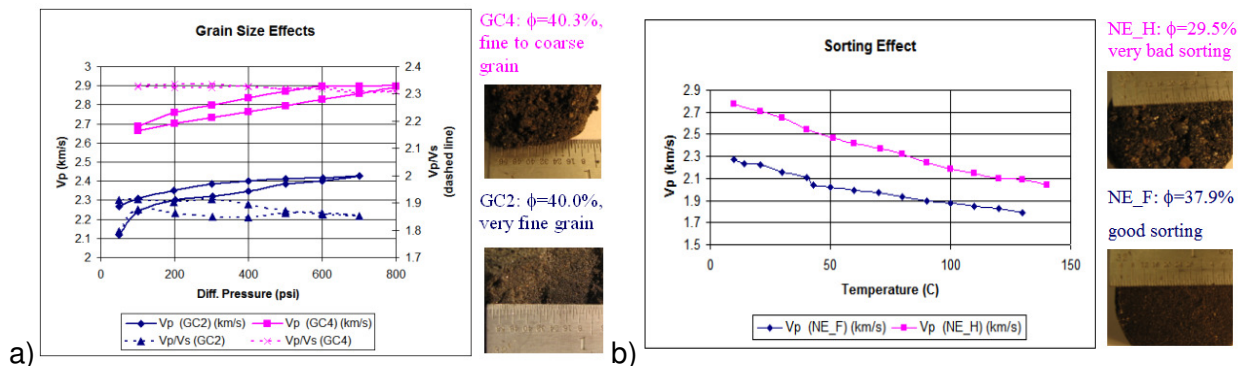 a)
Grain Size Effects
Vp (km/s)
3
2.9
2.8
2.7
2.6
2.5
2.4
2.3
2.2
2.1
2.4
2.3
2.2
2.1
2
1.9
1.8
1.7
Vp/Vs
(dashed line)
0 200 400 600 800
Diff. Pressure (psi)
Vp (GC2) (km/s) Vp (GC4) (km/s)
Vp/Vs (GC2) Vp/Vs (GC4)
GC4: ϕ=40.3%,
fine to coarse
grain
GC2: ϕ=40.0%,
very fine grain
b)
Sorting Effect
Vp (km/s)
2.9
2.7
2.5
2.3
2.1
1.9
1.7
1.5
0 50 100 150
Temperature (C)
Vp (NE_F) (km/s) Vp (NE_H) (km/s)
NE_H: ϕ=29.5%
very bad sorting
NE_F: ϕ=37.9%
good sorting